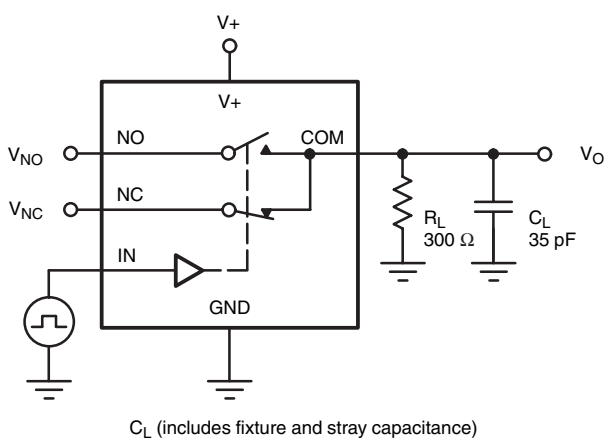 V+
V+
NO
COM
V_NO
V_O
NC
V_NC
R_L
300 Ω
C_L
35 pF
IN
GND
C_L (includes fixture and stray capacitance)